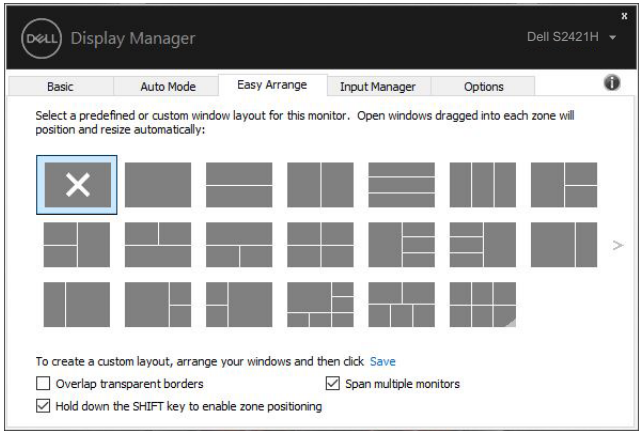 x
DELL Display Manager
Dell S2421H
Basic Auto Mode Easy Arrange Input Manager Options
Select a predefined or custom window layout for this monitor. Open windows dragged into each zone will
position and resize automatically:
To create a custom layout, arrange your windows and then click Save
Overlap transparent borders Span multiple monitors
Hold down the SHIFT key to enable zone positioning